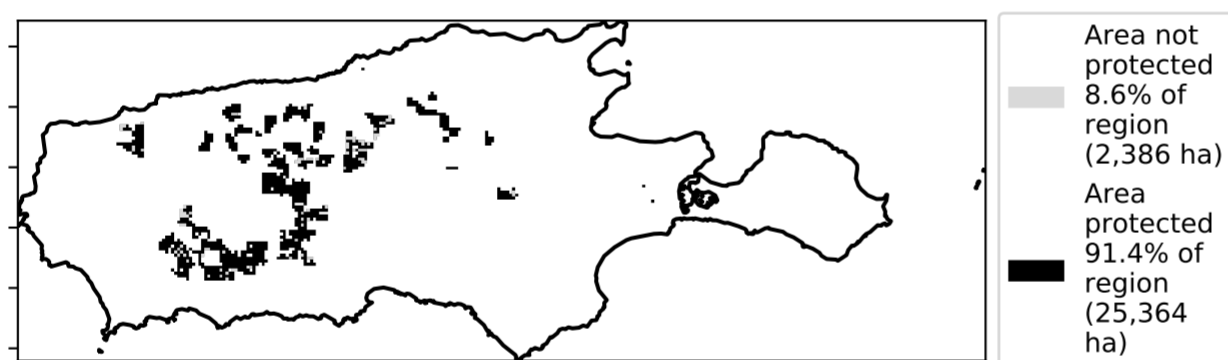 Area not
protected
8.6% of
region
(2,386 ha)
Area
protected
91.4% of
region
(25,364
ha)